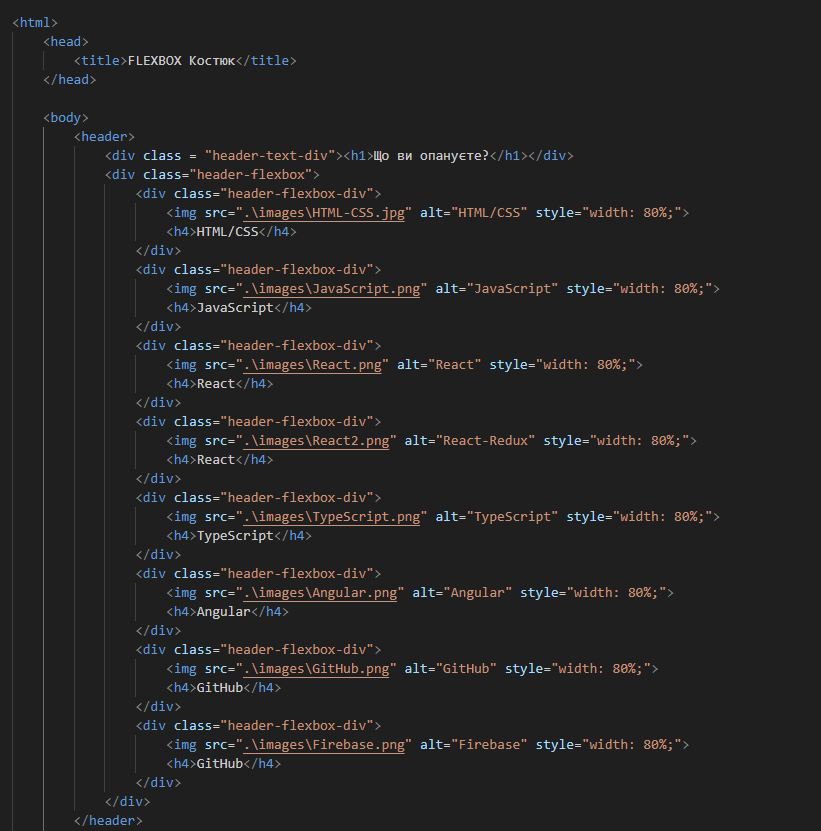 <html>
<head>
<title>FLEXBOX Костюк</title>
</head>
<body>
<header>
<div class = "header-text-div"><h1>Що ви опануєте?</h1></div>
<div class="header-flexbox">
<div class="header-flexbox-div">
<img src=".\images\HTML-CSS.jpg" alt="HTML/CSS" style="width: 80%;">
<h4>HTML/CSS</h4>
</div>
<div class="header-flexbox-div">
<img src=".\images\JavaScript.png" alt="JavaScript" style="width: 80%;">
<h4>JavaScript</h4>
</div>
<div class="header-flexbox-div">
<img src=".\images\React.png" alt="React" style="width: 80%;">
<h4>React</h4>
</div>
<div class="header-flexbox-div">
<img src=".\images\React2.png" alt="React-Redux" style="width: 80%;">
<h4>React</h4>
</div>
<div class="header-flexbox-div">
<img src=".\images\TypeScript.png" alt="TypeScript" style="width: 80%;">
<h4>TypeScript</h4>
</div>
<div class="header-flexbox-div">
<img src=".\images\Angular.png" alt="Angular" style="width: 80%;">
<h4>Angular</h4>
</div>
<div class="header-flexbox-div">
<img src=".\images\GitHub.png" alt="GitHub" style="width: 80%;">
<h4>GitHub</h4>
</div>
<div class="header-flexbox-div">
<img src=".\images\Firebase.png" alt="Firebase" style="width: 80%;">
<h4>GitHub</h4>
</div>
</div>
</header>